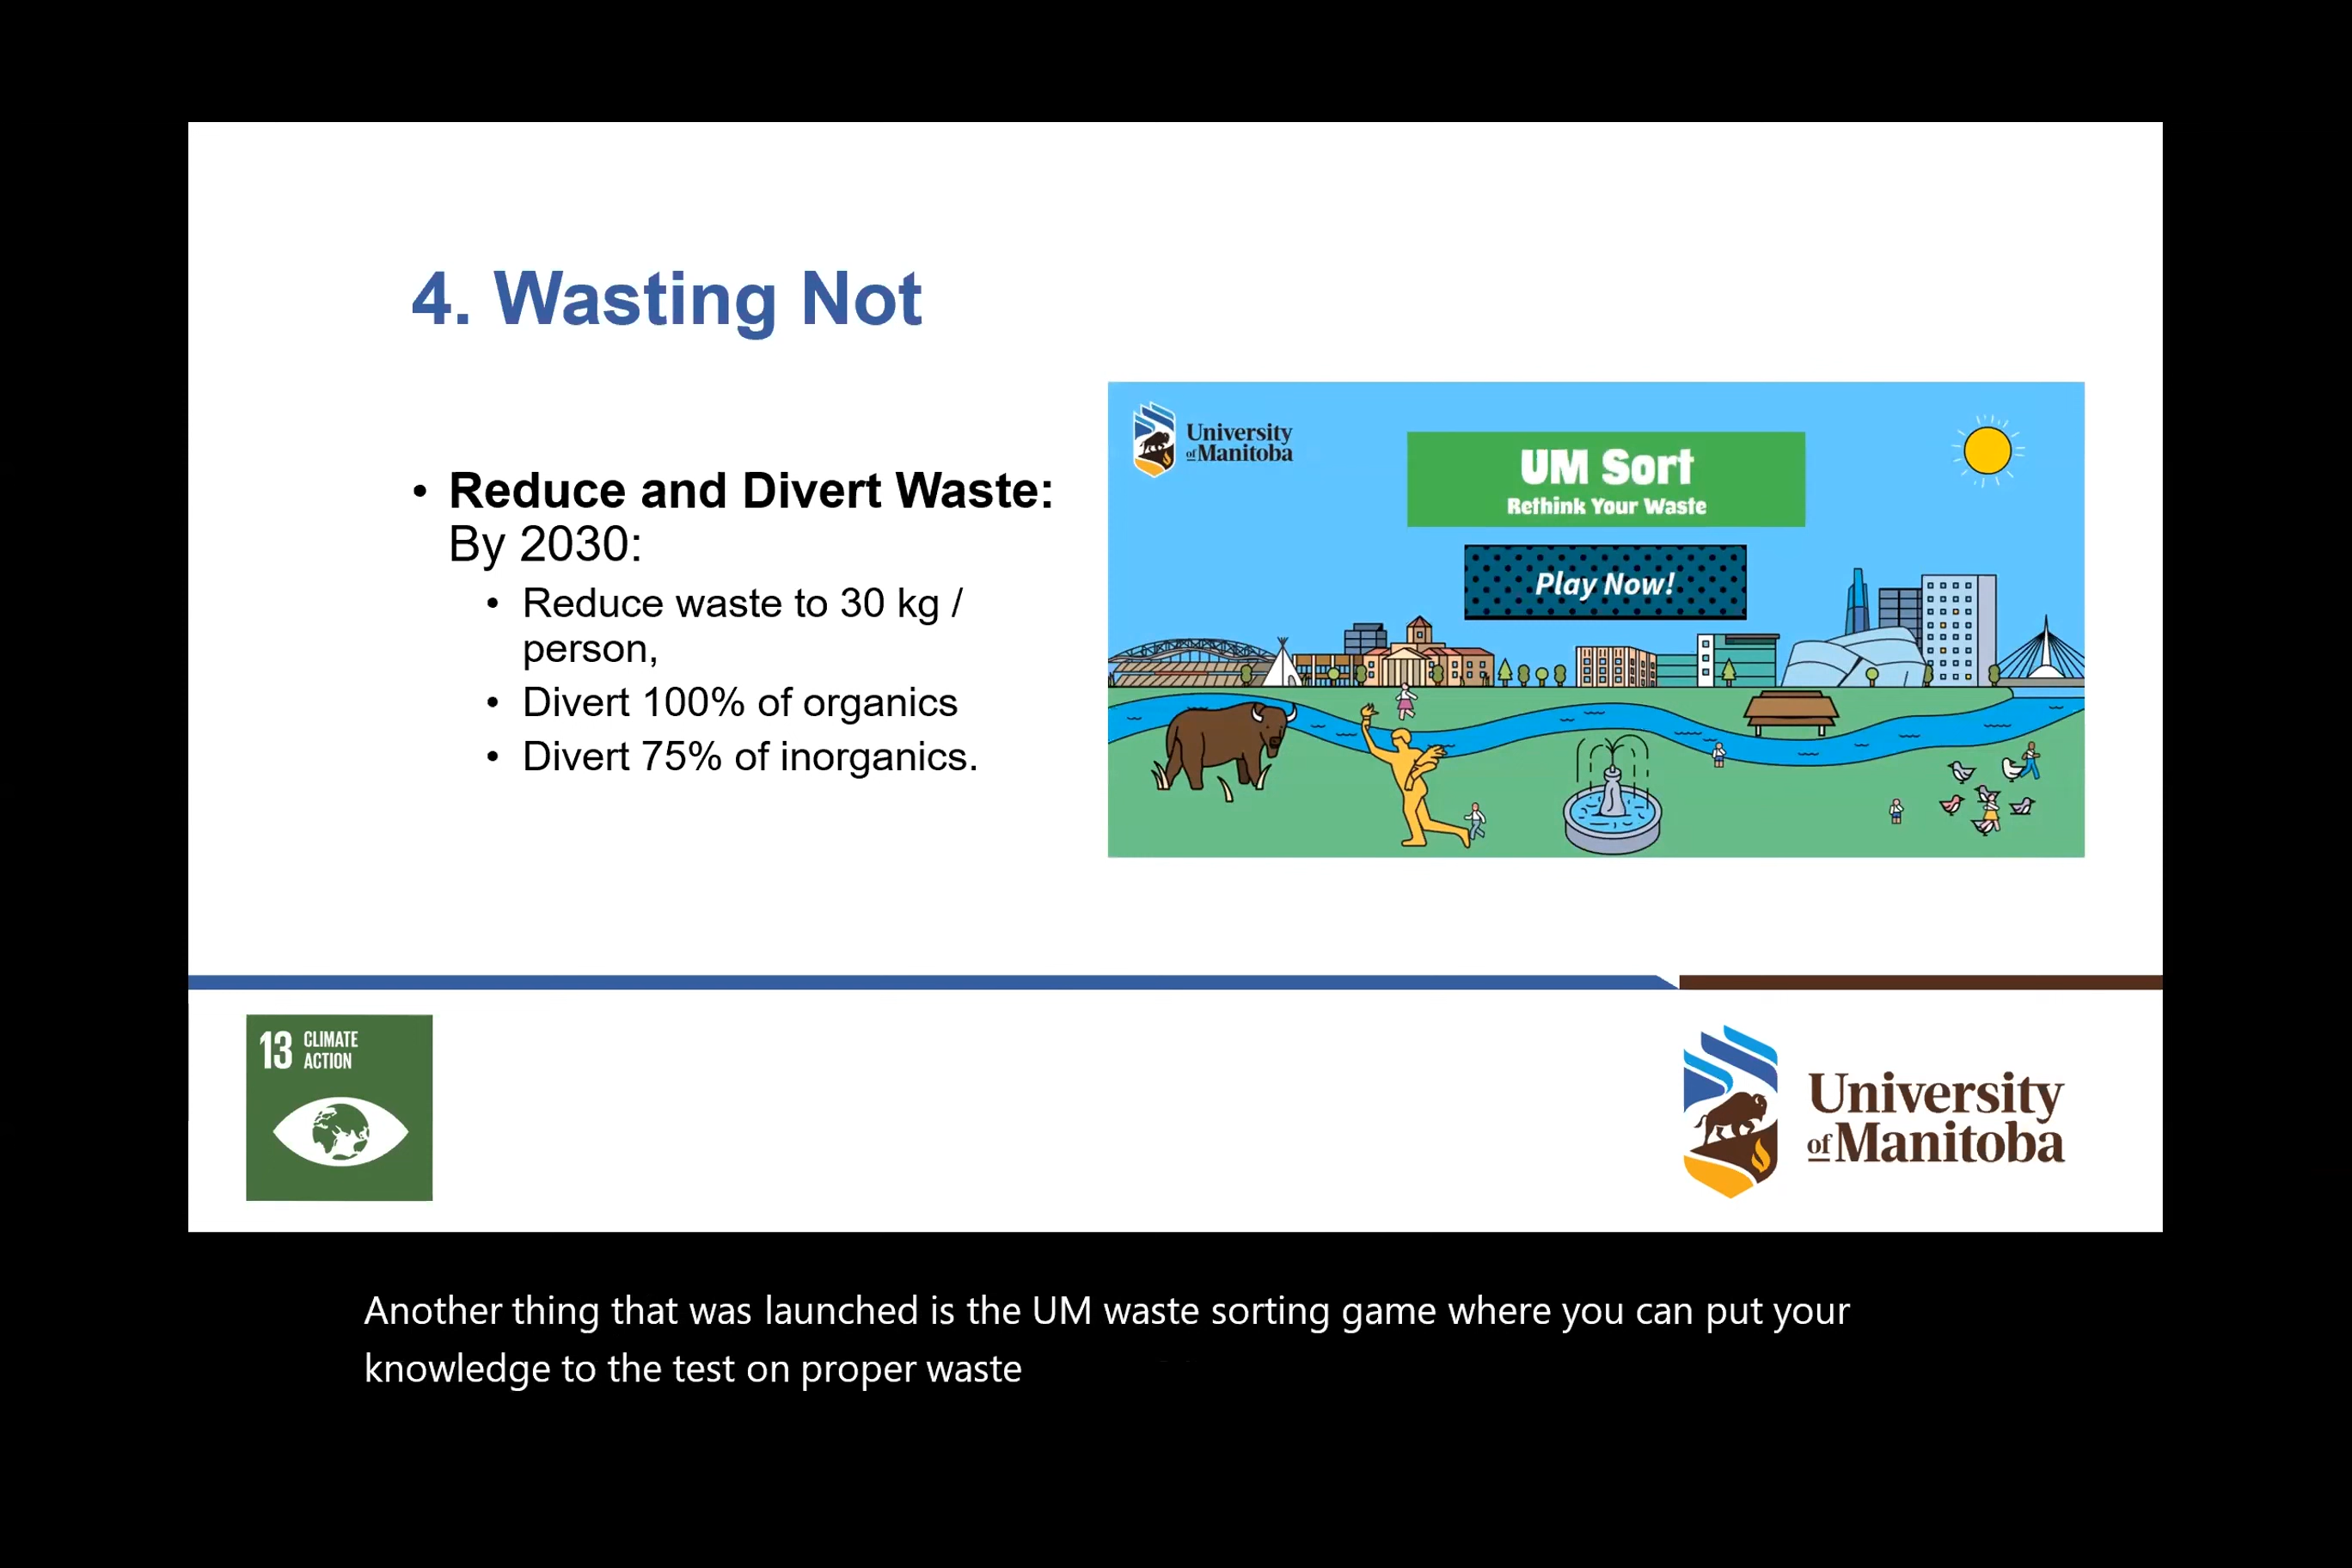 4. Wasting Not
• Reduce and Divert Waste:
By 2030:
• Reduce waste to 30 kg /
person,
• Divert 100% of organics
• Divert 75% of inorganics.
University
of Manitoba
UM Sort
Rethink Your Waste
Play Now!
13 CLIMATE
ACTION
University
of Manitoba
Another thing that was launched is the UM waste sorting game where you can put your
knowledge to the test on proper waste